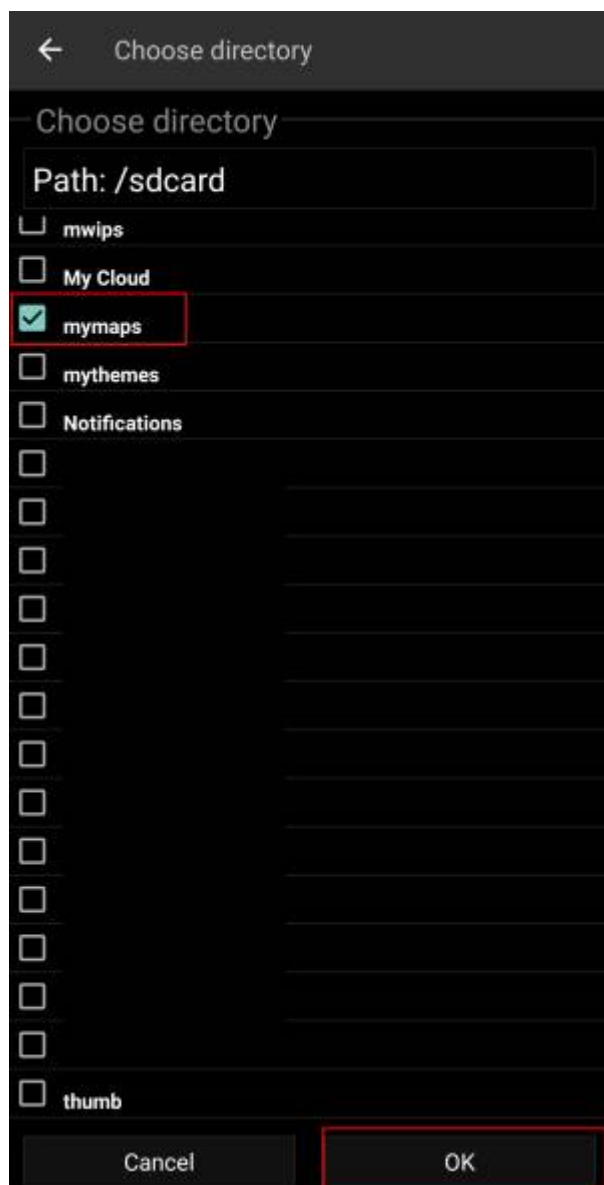 Choose directory
Choose directory
Path: /sdcard
mwips
My Cloud
mymaps
mythemes
Notifications
thumb
Cancel
OK